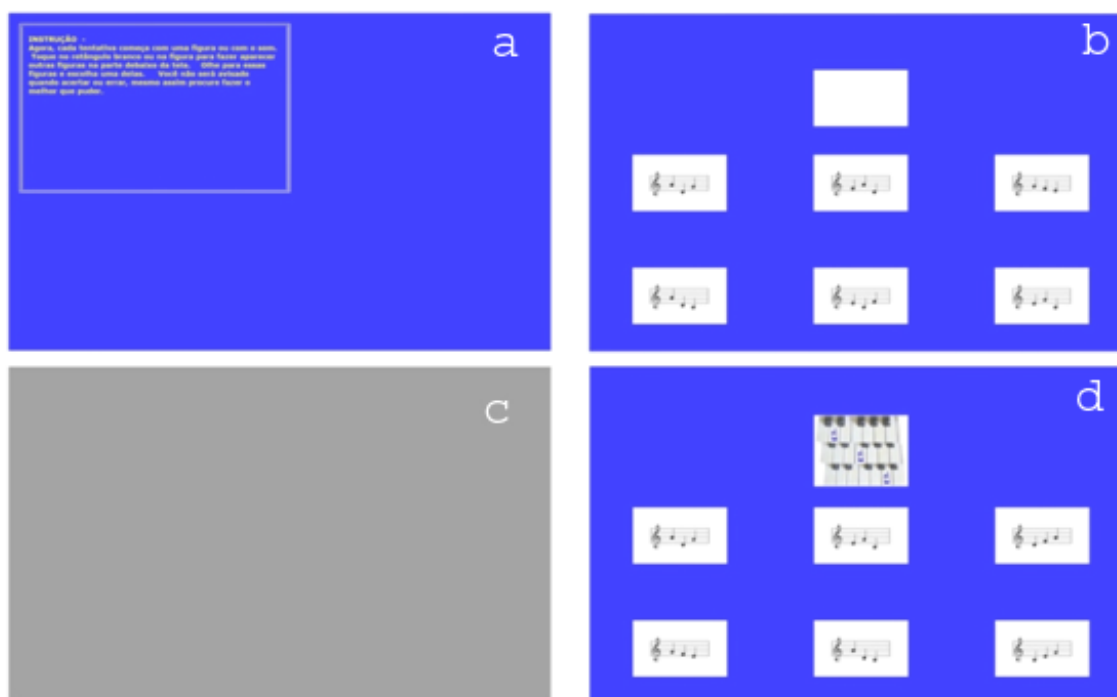 INSTRUÇÃO -
Agora, cada tentativa começa com uma figura ou com o som.
Toque no retângulo branco ou na figura para fazer aparecer
outras figuras na parte debaixo da tela. Olhe para essas
figuras e escolha uma delas. Você não será avisado
quando acertar ou errar, mesmo assim procure fazer o
melhor que puder.
a
b
c
d